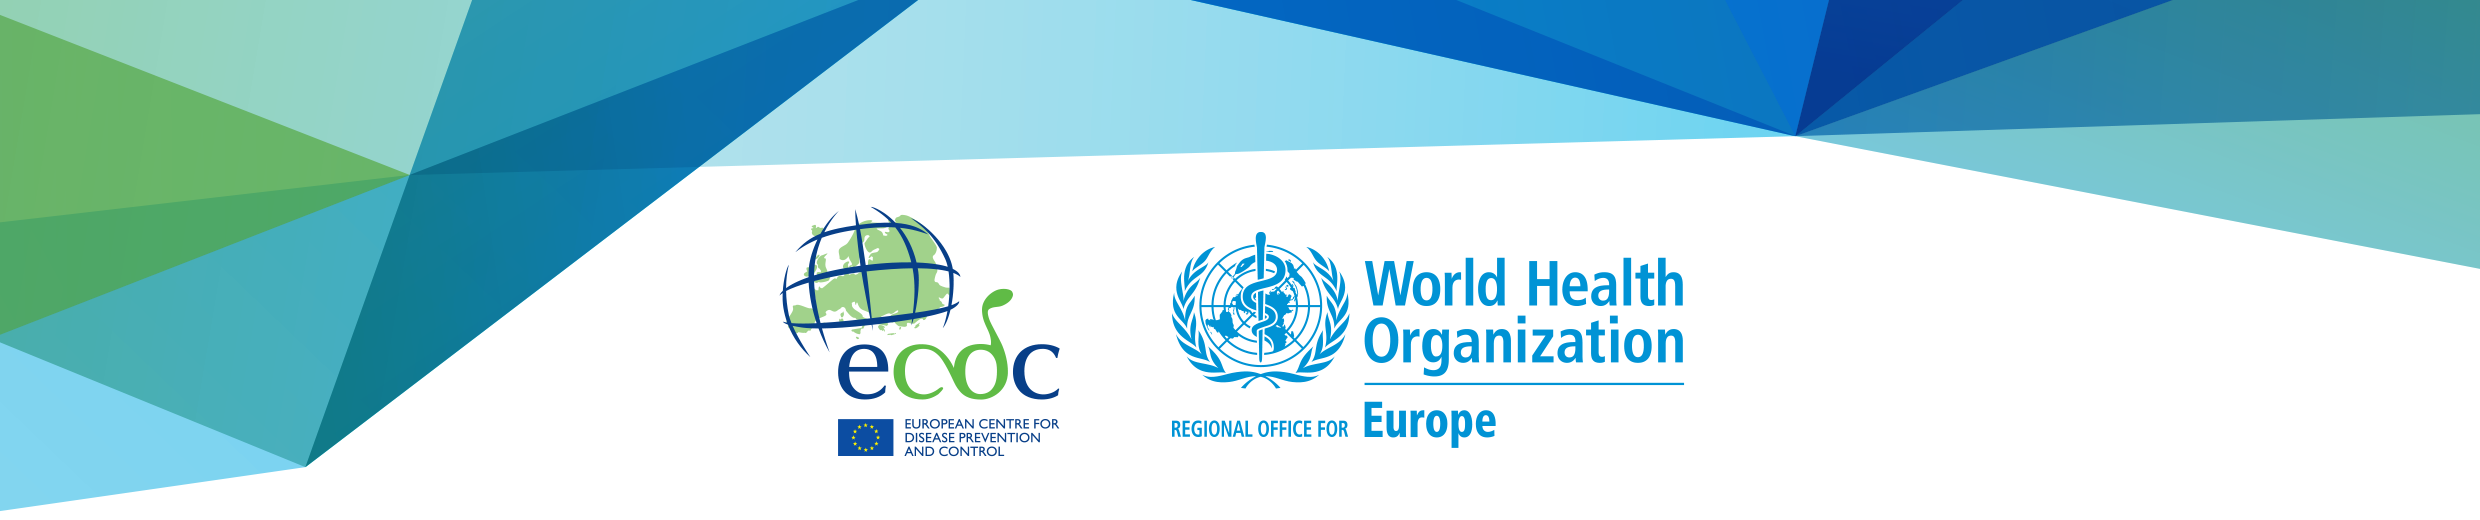 ecdc
EUROPEAN CENTRE FOR
DISEASE PREVENTION
AND CONTROL
World Health
Organization
REGIONAL OFFICE FOR Europe